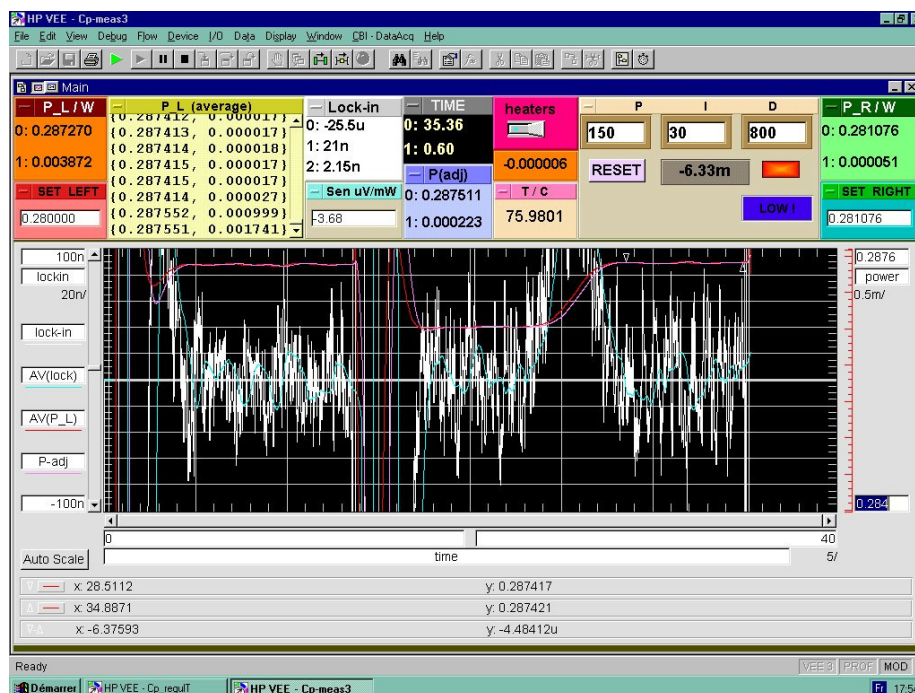 HP VEE - Cp-meas3
File Edit View Debug Flow Device I/O Data Display Window CBI - DataAcq Help
Main
P_L / W
0: 0.287270
1: 0.003872
SET LEFT
0.280000
P_L (average)
{0.287412, 0.000017}
{0.287413, 0.000017}
{0.287414, 0.000018}
{0.287415, 0.000017}
{0.287415, 0.000017}
{0.287414, 0.000027}
{0.287552, 0.000999}
{0.287551, 0.001741}
Lock-in
0: -25.5u
1: 21n
2: 2.15n
Sen uV/mW
-3.68
TIME
0: 35.36
1: 0.60
P(adj)
0: 0.287511
1: 0.000223
heaters
-0.000006
T / C
75.9801
P I D
150 30 800
RESET -6.33m
LOW !
P_R / W
0: 0.281076
1: 0.000051
SET RIGHT
0.281076
100n
lockin
20n/
lock-in
AV(lock)
AV(P_L)
P-adj
-100n
0.2876
power
0.5m/
0.284
0 40
Auto Scale time 5/
x: 28.5112 y: 0.287417
x: 34.8871 y: 0.287421
x: -6.37593 y: -4.48412u
Ready VEE 3 PROF MOD
Démarrer HP VEE - Cp_regulT HP VEE - Cp-meas3 Fr